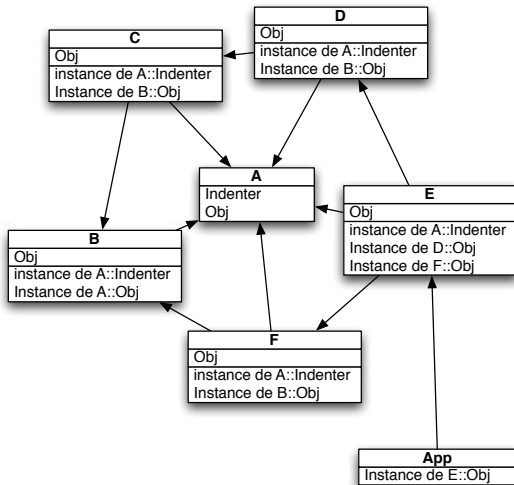 C
Obj
instance de A::Indenter
Instance de B::Obj
D
Obj
instance de A::Indenter
Instance de B::Obj
A
Indenter
Obj
E
Obj
instance de A::Indenter
Instance de D::Obj
Instance de F::Obj
B
Obj
instance de A::Indenter
Instance de A::Obj
F
Obj
instance de A::Indenter
Instance de B::Obj
App
Instance de E::Obj